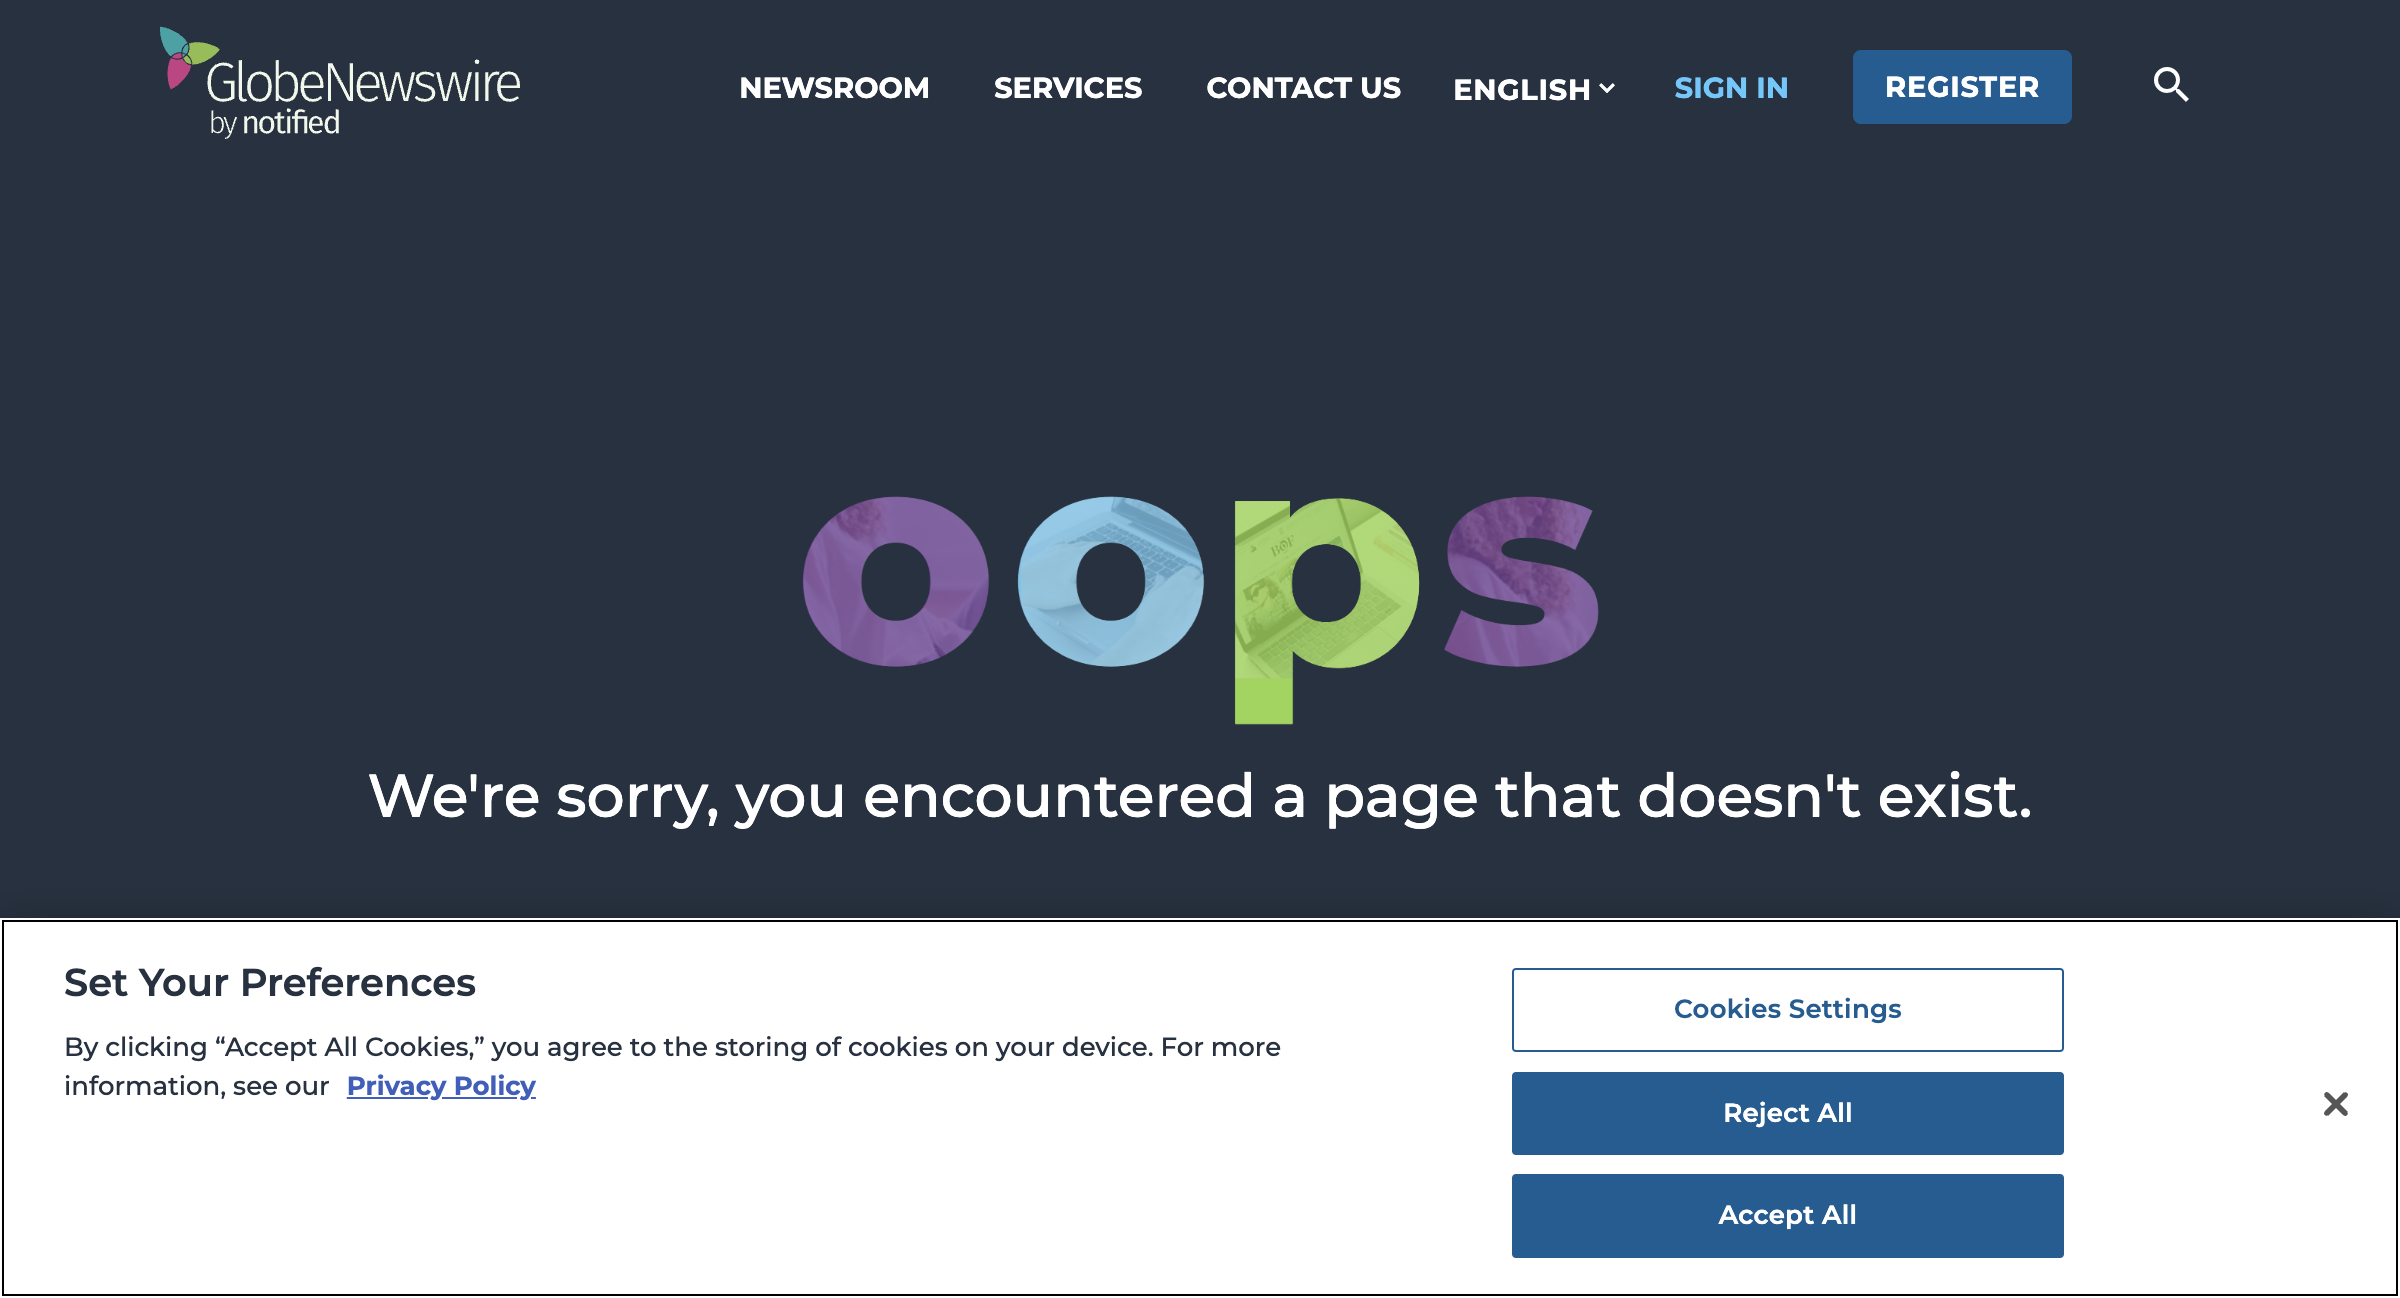 GlobeNewswire
by notified
NEWSROOM
SERVICES
CONTACT US
ENGLISH
SIGN IN
REGISTER
oops
We're sorry, you encountered a page that doesn't exist.
Set Your Preferences
By clicking “Accept All Cookies,” you agree to the storing of cookies on your device. For more
information, see our Privacy Policy
Cookies Settings
Reject All
Accept All